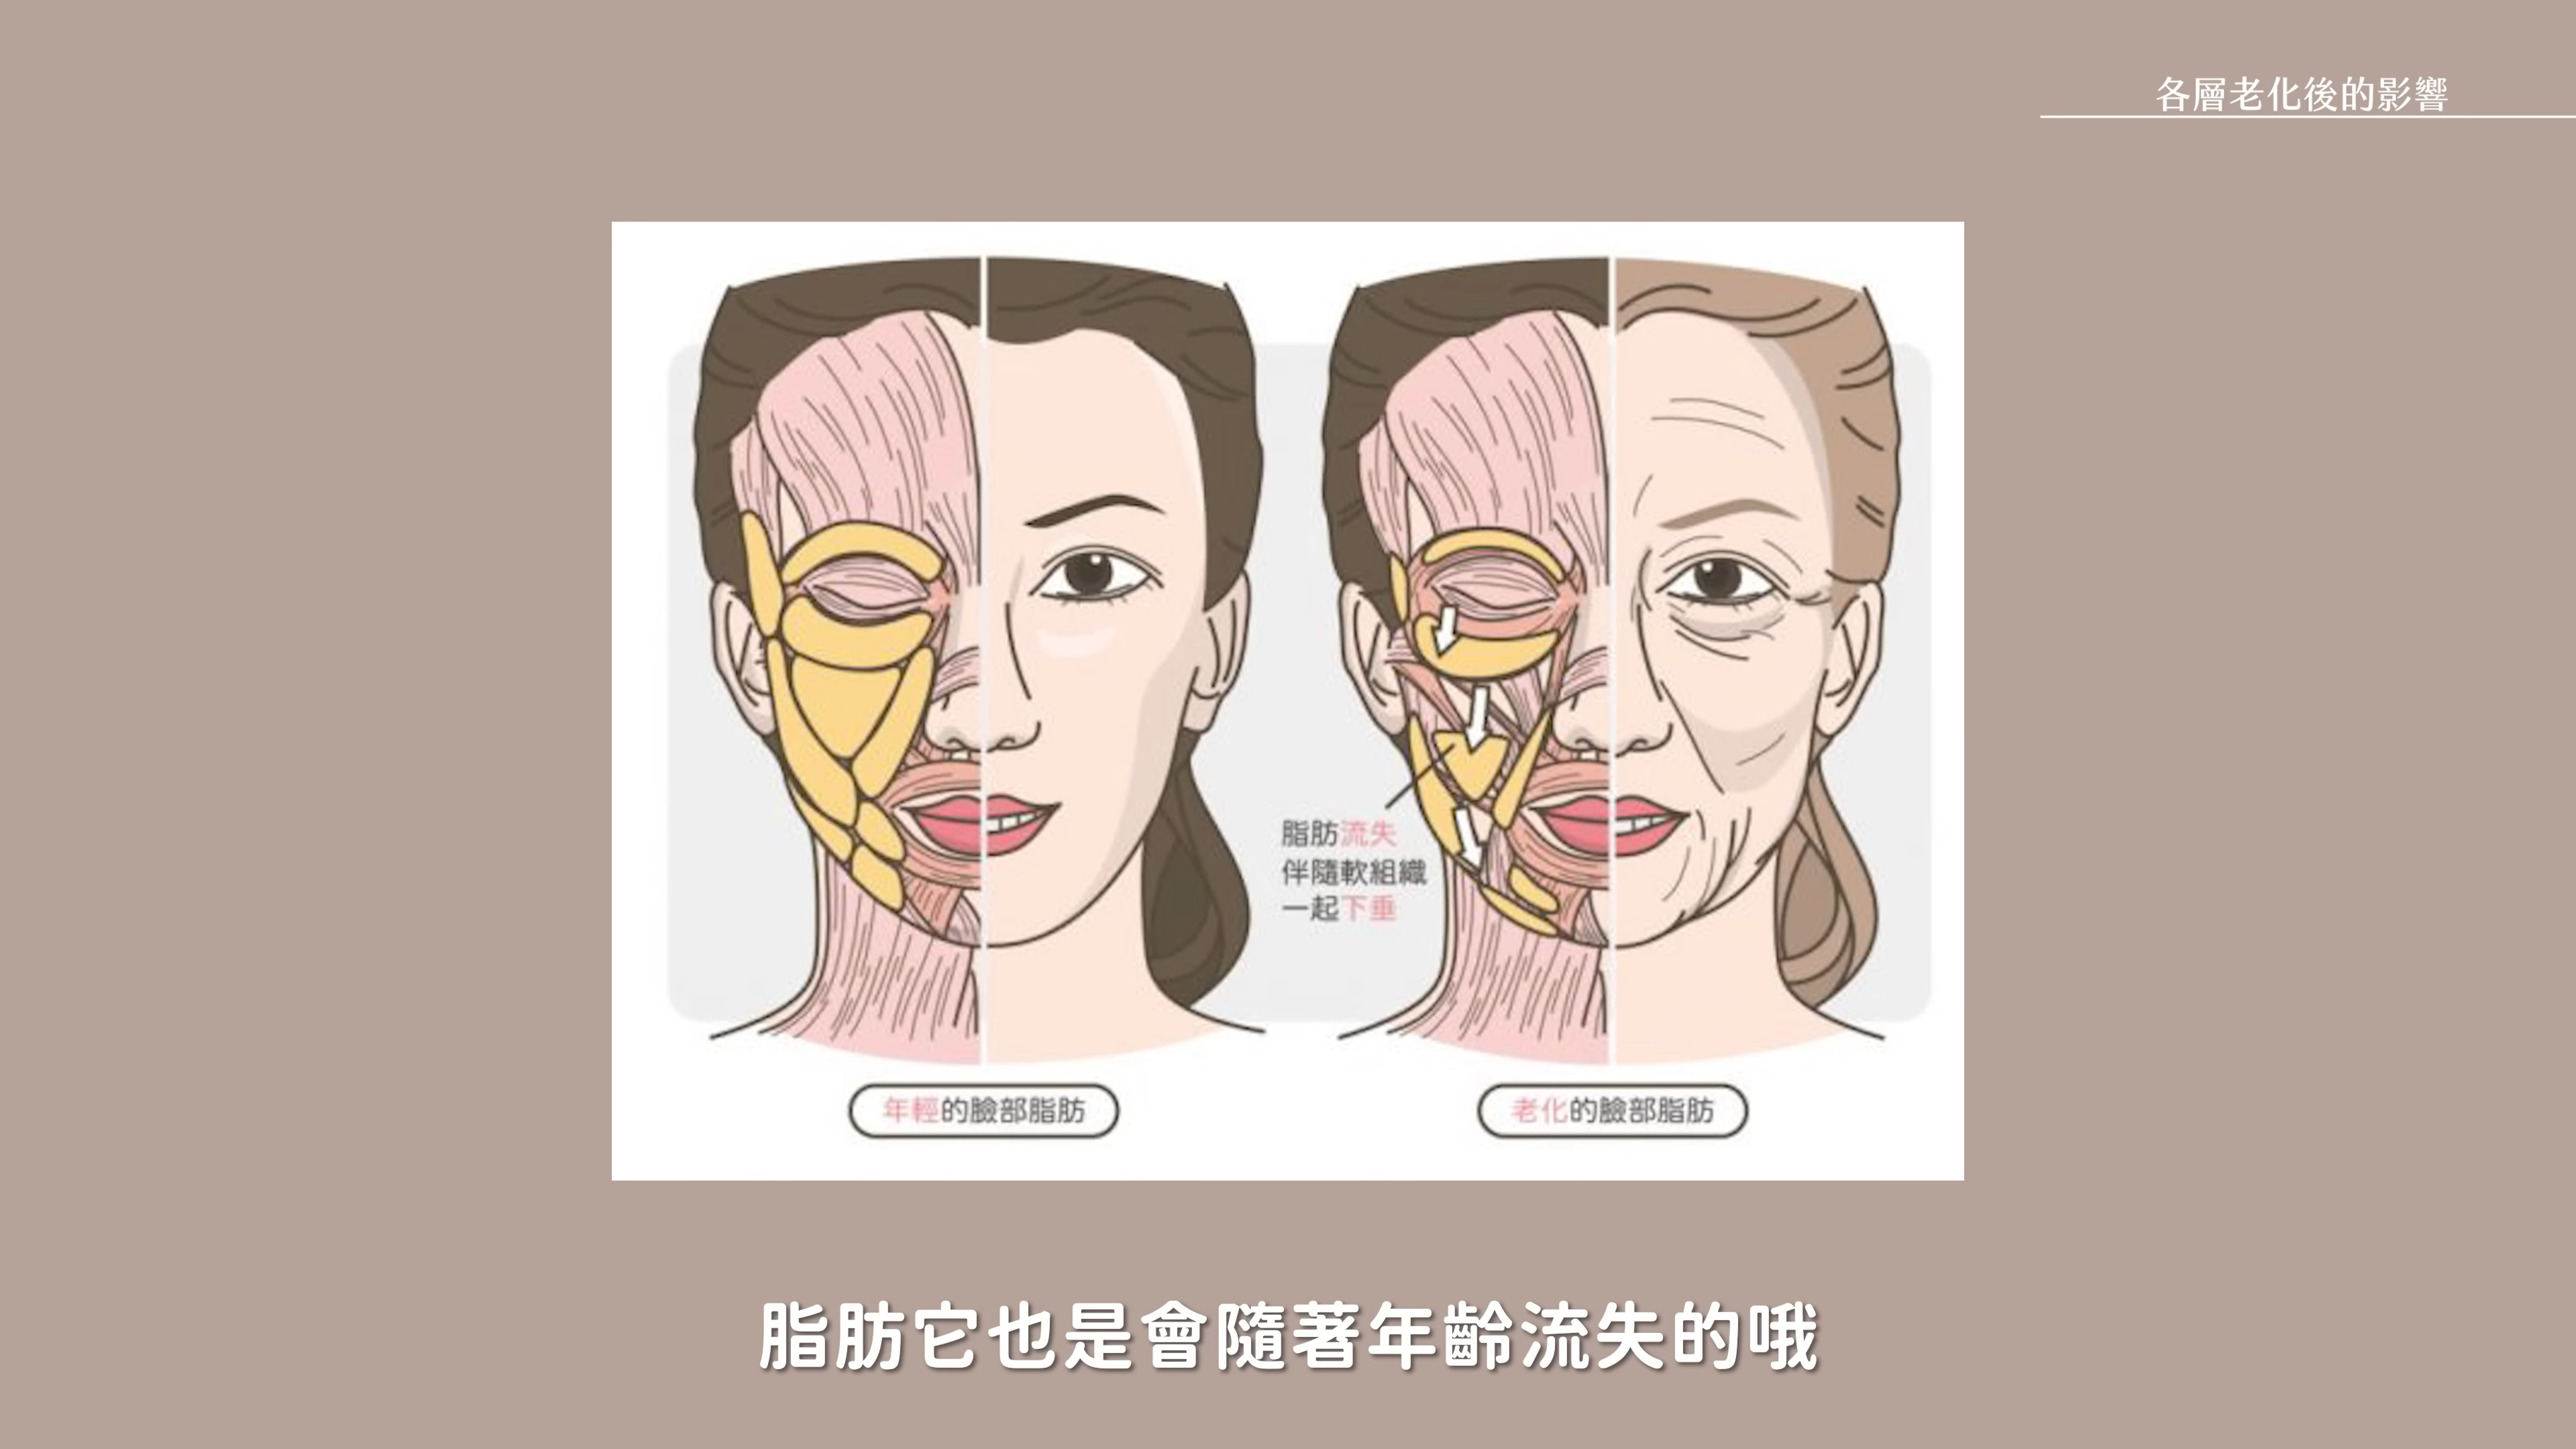 各層老化後的影響
脂肪流失
伴隨軟組織
一起下垂
年輕的臉部脂肪
老化的臉部脂肪
脂肪它也是會隨著年齡流失的哦